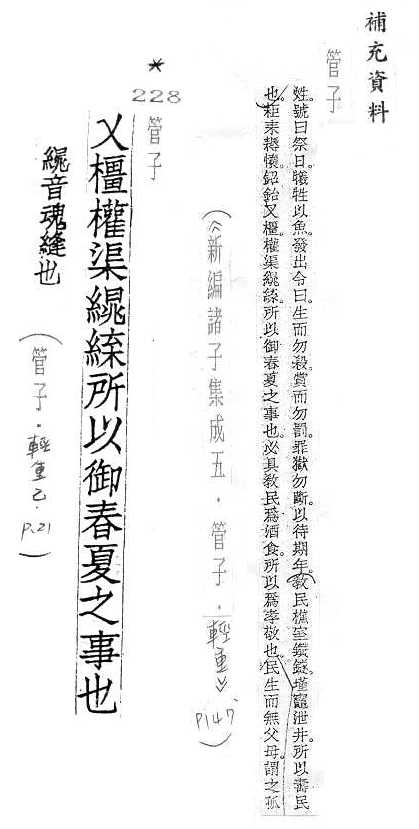 補充資料
管子
姓。號曰祭日。犧牲以魚。發出令曰。生而勿殺。賞而勿罰。罪獄勿斷。以待期年。教民樵室鑽鐩。墐竈泄井。所以壽民
也。耟耒耨懷鉊鉿乂橿權渠繉緤。所以御春夏之事也。必具教民爲酒食。所以爲孝敬也。民生而無父母。謂之孤
(《新編諸子集成五.管子.輕重》P147)
*
228
管子
乂橿權渠繉緤所以御春夏之事也
繉音魂縫也
(管子.輕重乙.P.21)